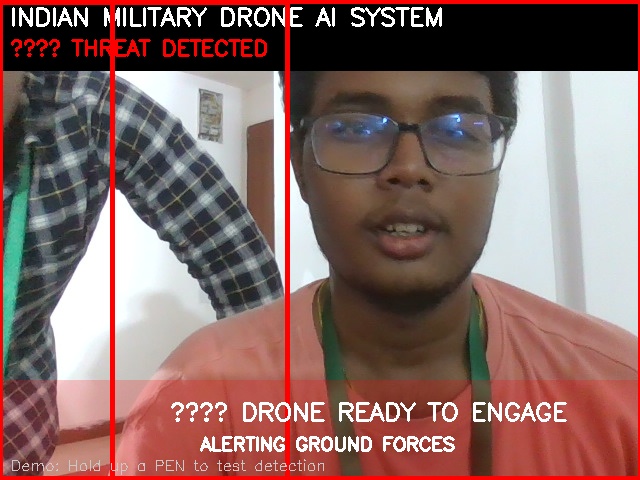 INDIAN MILITARY DRONE AI SYSTEM
???? THREAT DETECTED
???? DRONE READY TO ENGAGE
ALERTING GROUND FORCES
Demo: Hold up a PEN to test detection